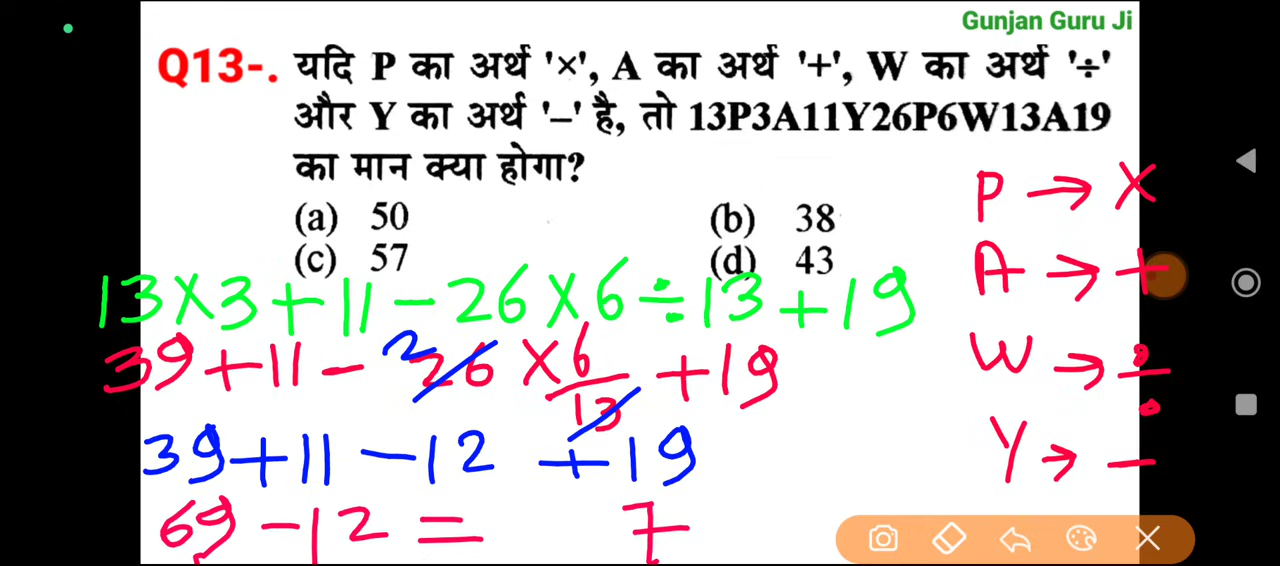 Gunjan Guru Ji
Q13-. यदि P का अर्थ '×', A का अर्थ '+', W का अर्थ '÷'
और Y का अर्थ '–' है, तो 13P3A11Y26P6W13A19
का मान क्या होगा?
(a) 50 (b) 38
(c) 57 (d) 43
P → ×
A → +
W → ÷
Y → –
13×3+11-26×6÷13+19
39+11-2 26×6/13+19
39+11-12+19
69-12= 7